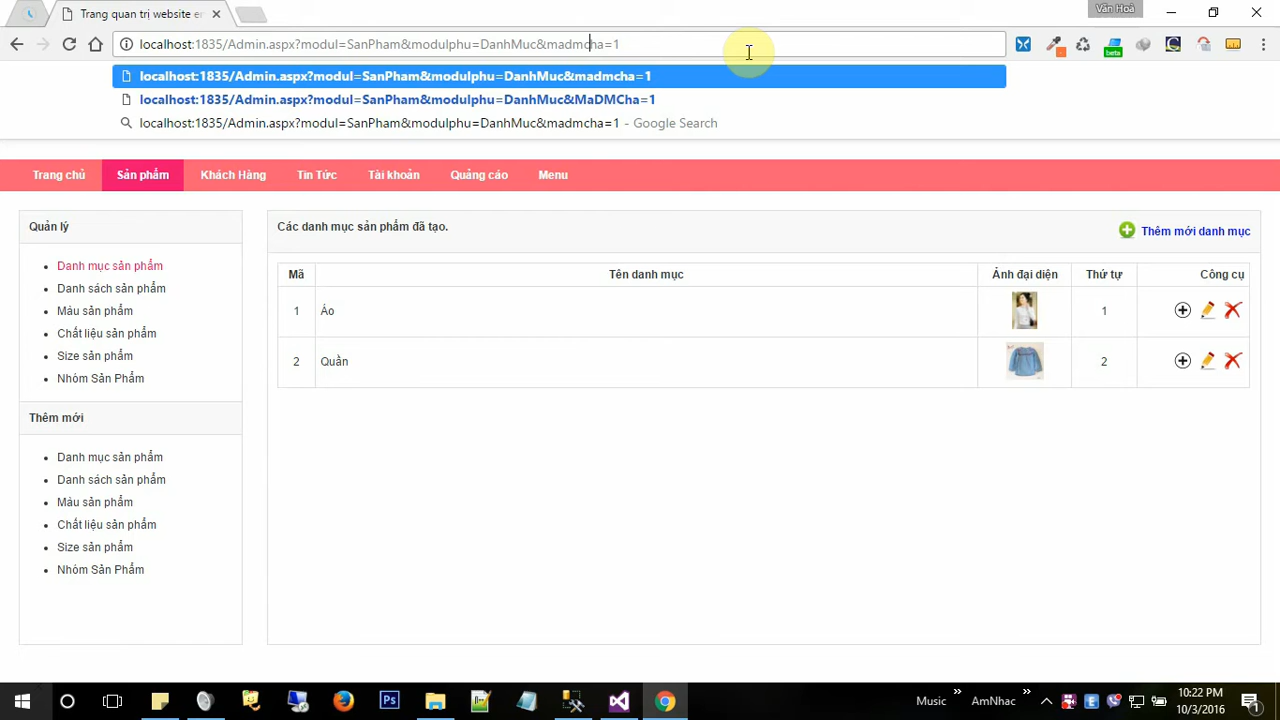 Trang quan trị website
Văn Hoà
localhost:1835/Admin.aspx?modul=SanPham&modulphu=DanhMuc&madmcha=1
localhost:1835/Admin.aspx?modul=SanPham&modulphu=DanhMuc&madmcha=1
localhost:1835/Admin.aspx?modul=SanPham&modulphu=DanhMuc&MaDMCha=1
localhost:1835/Admin.aspx?modul=SanPham&modulphu=DanhMuc&madmcha=1 - Google Search
beta
Trang chủ Sản phẩm Khách Hàng Tin Tức Tài khoản Quảng cáo Menu
Quản lý
Danh mục sản phẩm
Danh sách sản phẩm
Màu sản phẩm
Chất liệu sản phẩm
Size sản phẩm
Nhóm Sản Phẩm
Thêm mới
Danh mục sản phẩm
Danh sách sản phẩm
Màu sản phẩm
Chất liệu sản phẩm
Size sản phẩm
Nhóm Sản Phẩm
Các danh mục sản phẩm đã tạo.
Thêm mới danh mục
Mã Tên danh mục Ảnh đại diện Thứ tự Công cụ
1 Áo 1
2 Quần 2
Ps
Music » AmNhac »
10:22 PM
10/3/2016
1